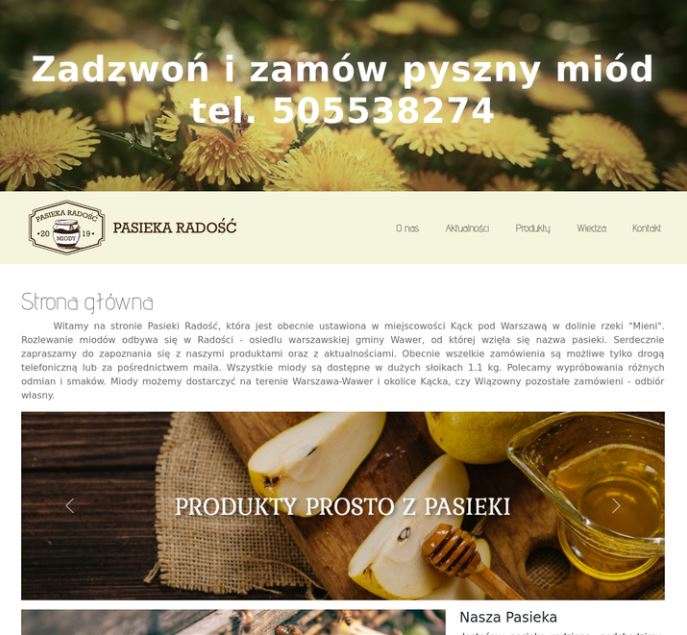 Zadzwoń i zamów pyszny miód
tel. 505538274
PASIEKA RADOŚĆ
20 19
MIODY
PASIEKA RADOŚĆ
O nas Aktualności Produkty Wiedza Kontakt
Strona główna
Witamy na stronie Pasieki Radość, która jest obecnie ustawiona w miejscowości Kąck pod Warszawą w dolinie rzeki "Mieni".
Rozlewanie miodów odbywa się w Radości - osiedlu warszawskiej gminy Wawer, od której wzięła się nazwa pasieki. Serdecznie
zapraszamy do zapoznania się z naszymi produktami oraz z aktualnościami. Obecnie wszelkie zamówienia są możliwe tylko drogą
telefoniczną lub za pośrednictwem maila. Wszystkie miody są dostępne w dużych słoikach 1.1 kg. Polecamy wypróbowania różnych
odmian i smaków. Miody możemy dostarczyć na terenie Warszawa-Wawer i okolice Kącka, czy Wiązowny pozostałe zamówieni - odbiór
własny.
PRODUKTY PROSTO Z PASIEKI
Nasza Pasieka